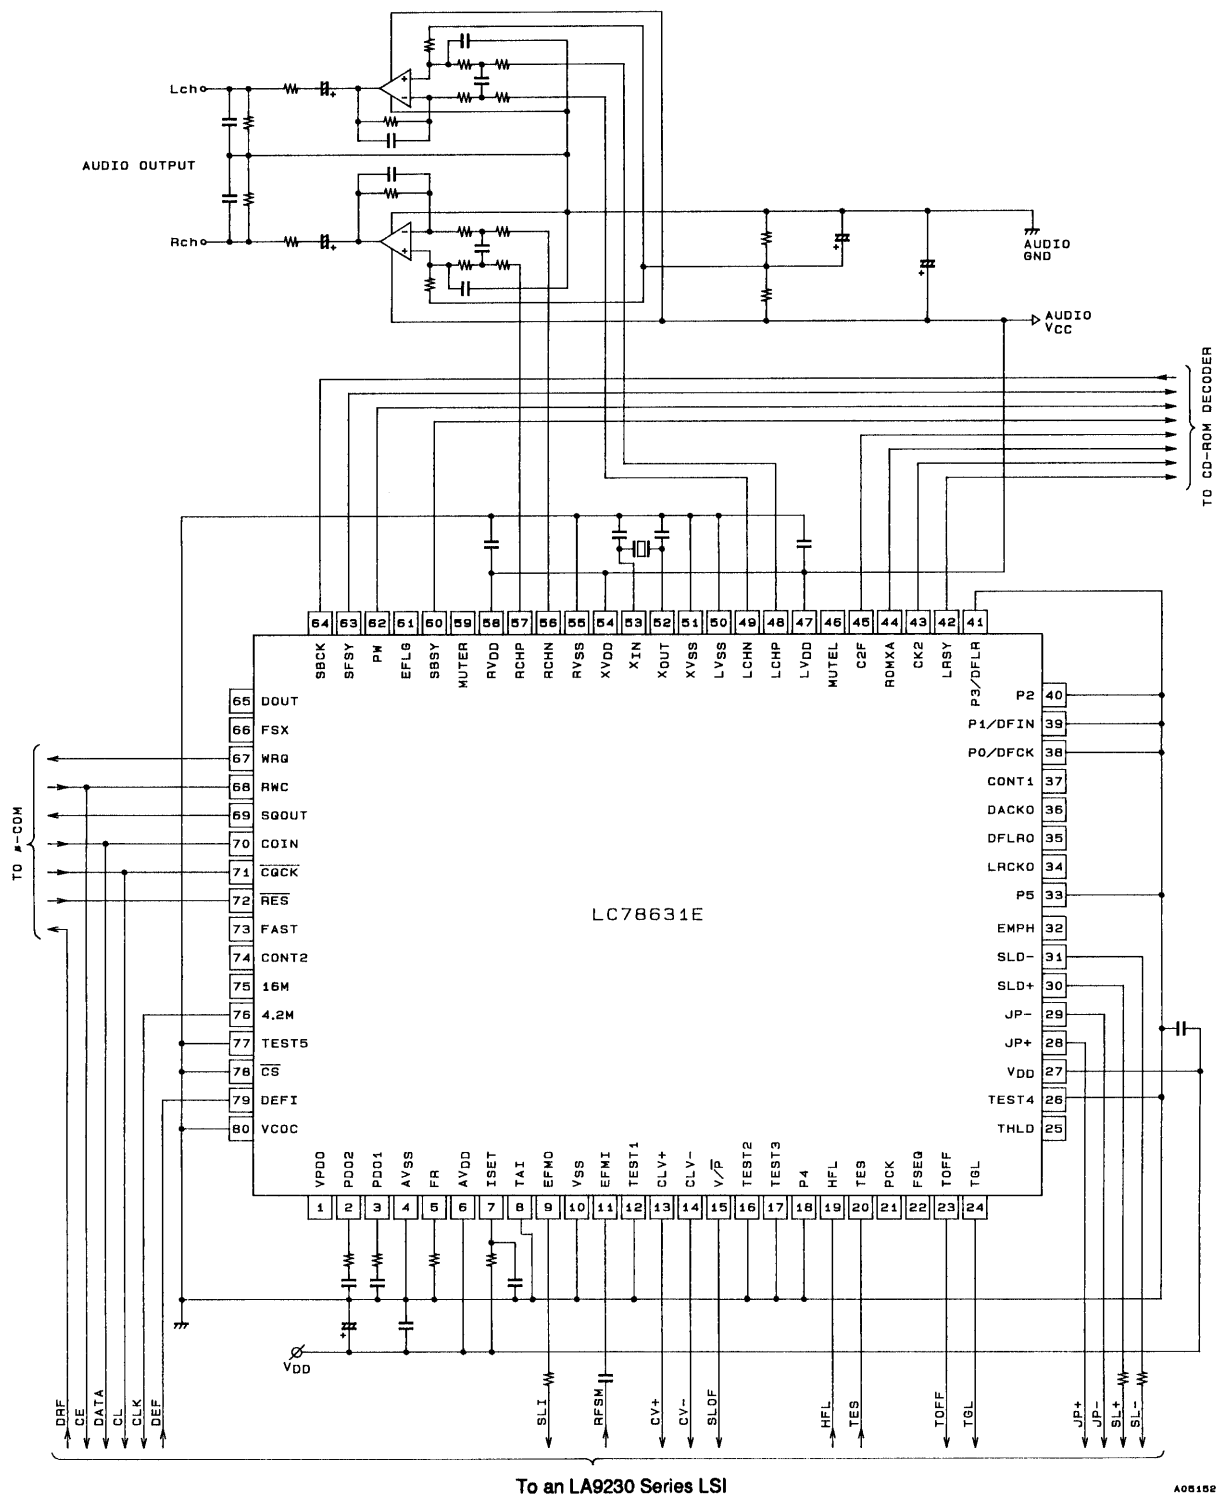 Lch
+
+
−
AUDIO OUTPUT
Rch
+
−
+
+
+
AUDIO
GND
AUDIO
VCC
TO CD-ROM DECODER
64 63 62 61 60 59 58 57 56 55 54 53 52 51 50 49 48 47 46 45 44 43 42 41
SBCK SFSY PW EFLG SBSY MUTER RVDD RCHP RCHN RVSS XVDD XIN XOUT XVSS LVSS LCHN LCHP LVDD MUTEL C2F ROMXA CK2 LRSY P3/DFLR
65 DOUT
66 FSX
67 WRQ
68 RWC
69 SQOUT
70 COIN
71 CQCK
72 RES
73 FAST
74 CONT2
75 16M
76 4.2M
77 TEST5
78 CS
79 DEFI
80 VCOC
TO μ-COM
LC78631E
P2 40
P1/DFIN 39
P0/DFCK 38
CONT1 37
DACKO 36
DFLRO 35
LRCKO 34
P5 33
EMPH 32
SLD- 31
SLD+ 30
JP- 29
JP+ 28
VDD 27
TEST4 26
THLD 25
VPDO PDO2 PDO1 AVSS FR AVDD ISET TAI EFMO VSS EFMI TEST1 CLV+ CLV- V/P TEST2 TEST3 P4 HFL TES PCK FSEQ TOFF TGL
1 2 3 4 5 6 7 8 9 10 11 12 13 14 15 16 17 18 19 20 21 22 23 24
+
VDD
DRF CE DATA CL CLK DEF SLI RFSM CV+ CV- SLOF HFL TES TOFF TGL JP+ JP- SL+ SL-
To an LA9230 Series LSI
A05152